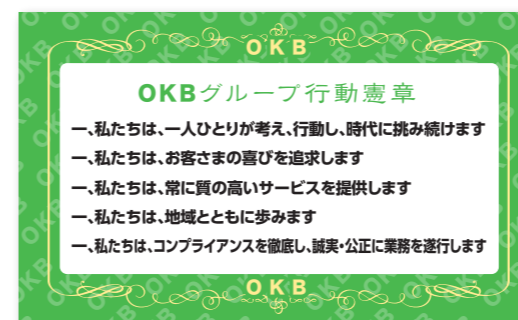 OKB
OKBグループ行動憲章
一、私たちは、一人ひとりが考え、行動し、時代に挑み続けます
一、私たちは、お客さまの喜びを追求します
一、私たちは、常に質の高いサービスを提供します
一、私たちは、地域とともに歩みます
一、私たちは、コンプライアンスを徹底し、誠実・公正に業務を遂行します
OKB